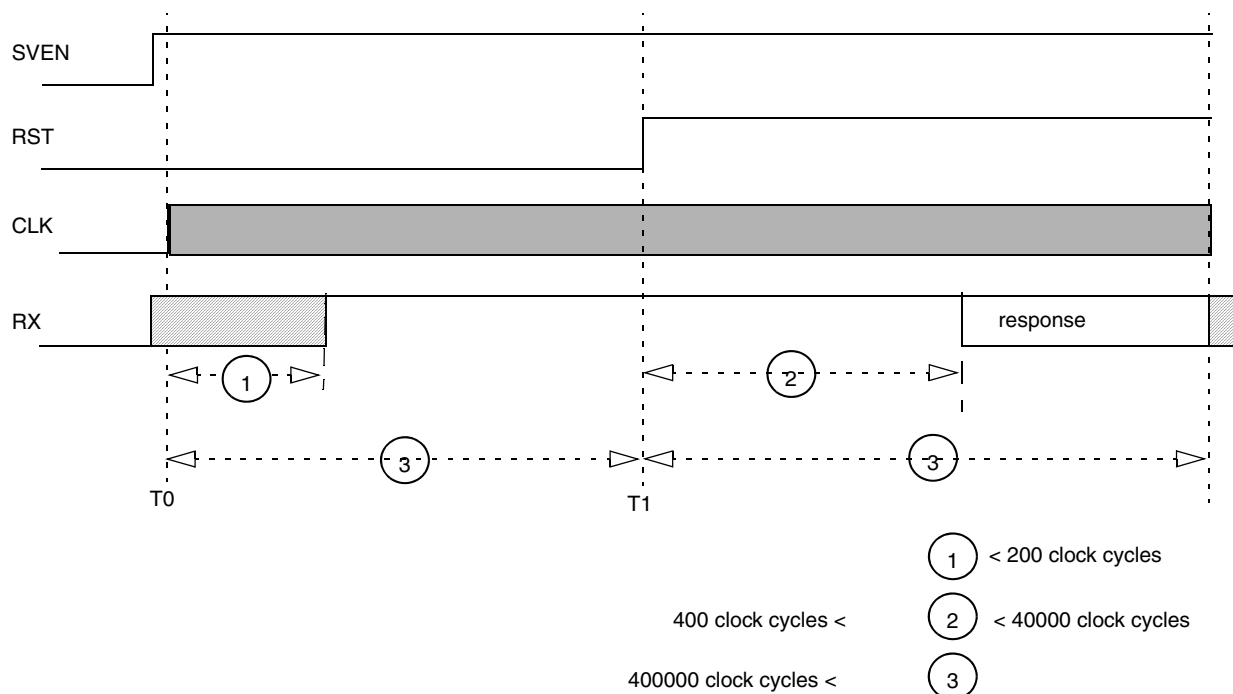 SVEN
RST
CLK
RX
response
1
2
3
3
T0
T1
1 < 200 clock cycles
400 clock cycles < 2 < 40000 clock cycles
400000 clock cycles < 3